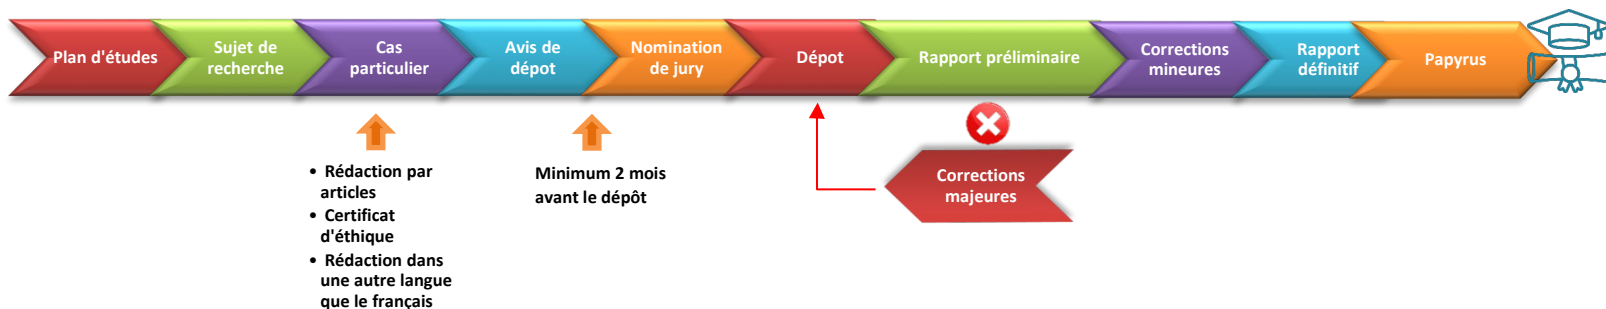 Plan d'études
Sujet de
recherche
Cas
particulier
Avis de
dépot
Nomination
de jury
Dépot
Rapport préliminaire
Corrections
mineures
Rapport
définitif
Papyrus
• Rédaction par
articles
• Certificat
d'éthique
• Rédaction dans
une autre langue
que le français
Minimum 2 mois
avant le dépôt
Corrections
majeures